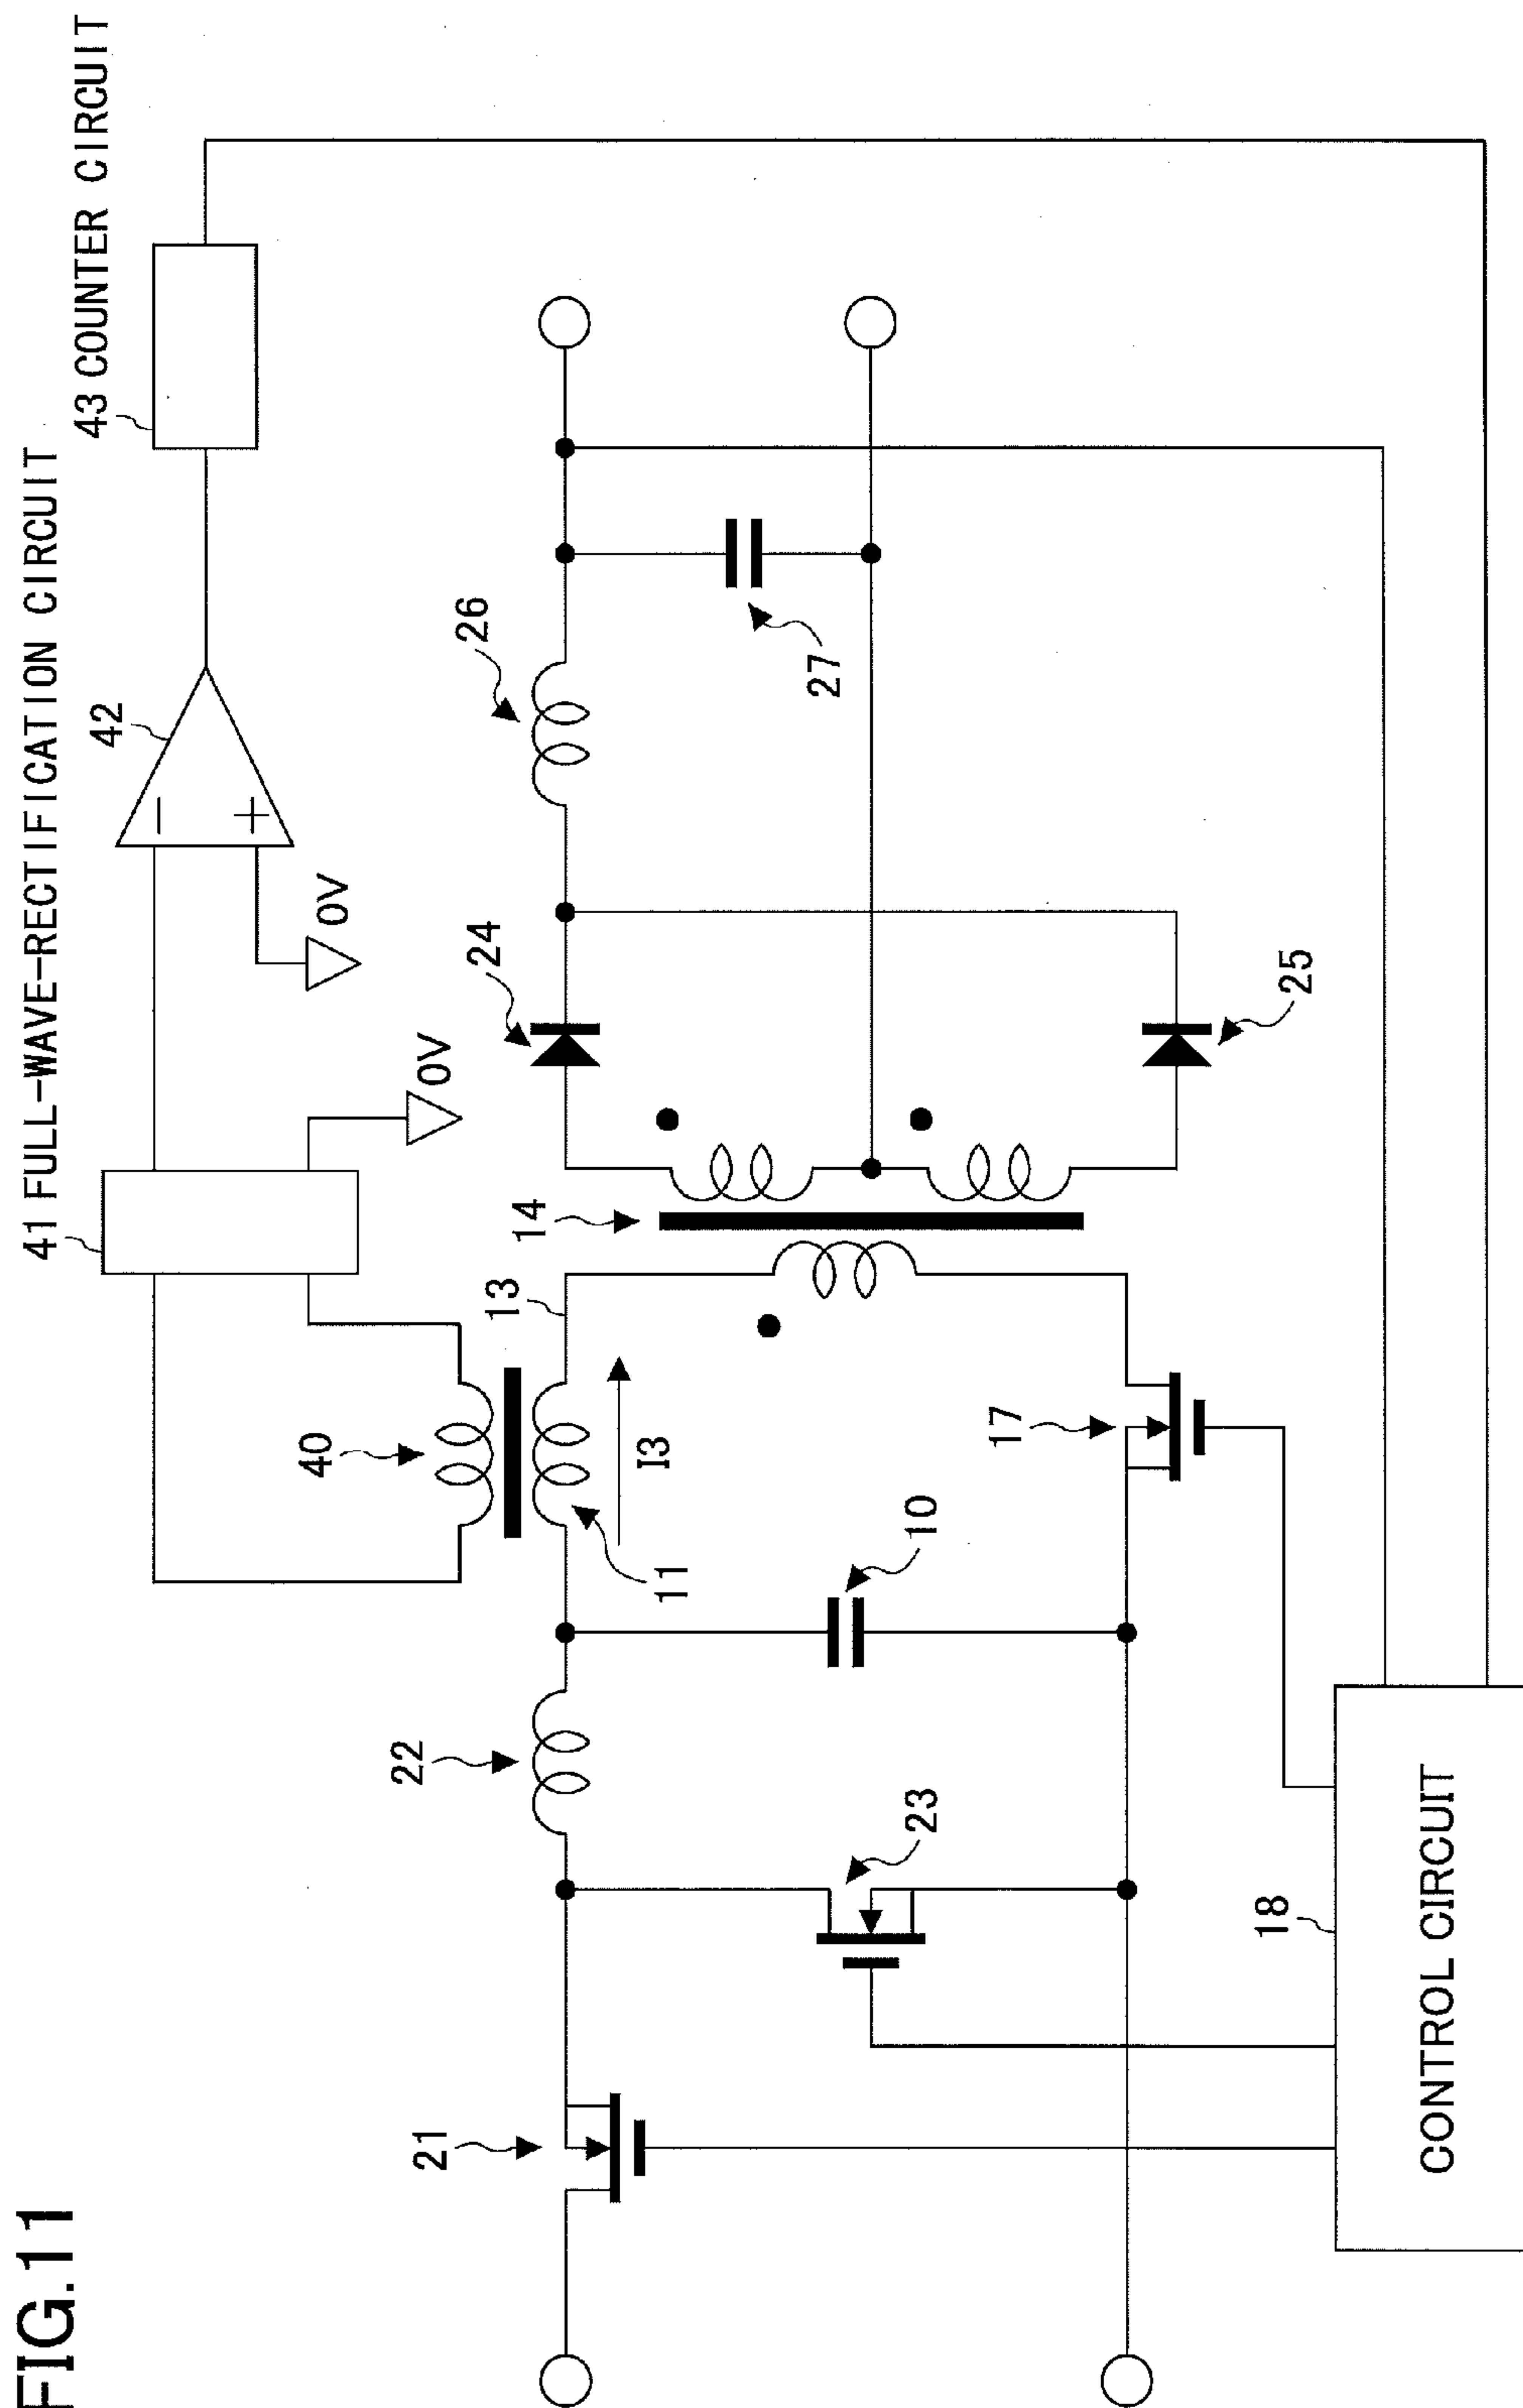 FIG.11
41 FULL-WAVE-RECTIFICATION CIRCUIT
43 COUNTER CIRCUIT
42
0V
0V
40
13
14
24
26
22
11
I3
27
21
23
10
17
25
18
CONTROL CIRCUIT